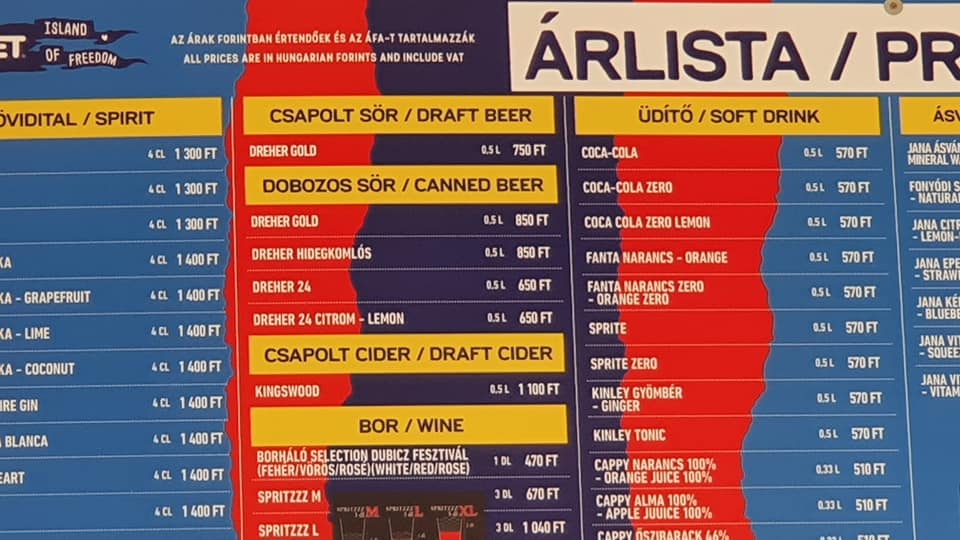 ET
ISLAND
OF FREEDOM
AZ ÁRAK FORINTBAN ÉRTENDŐEK ÉS AZ ÁFA-T TARTALMAZZÁK
ALL PRICES ARE IN HUNGARIAN FORINTS AND INCLUDE VAT
ÁRLISTA / PR
ÖVIDITAL / SPIRIT
4 CL 1 300 FT
4 CL 1 300 FT
4 CL 1 300 FT
KA 4 CL 1 400 FT
KA - GRAPEFRUIT 4 CL 1 400 FT
KA - LIME 4 CL 1 400 FT
KA - COCONUT 4 CL 1 400 FT
IRE GIN 4 CL 1 400 FT
A BLANCA 4 CL 1 400 FT
EART 4 CL 1 400 FT
4 CL 1 400 FT
CSAPOLT SÖR / DRAFT BEER
DREHER GOLD 0.5 L 750 FT
DOBOZOS SÖR / CANNED BEER
DREHER GOLD 0.5 L 850 FT
DREHER HIDEGKOMLÓS 0.5 L 850 FT
DREHER 24 0.5 L 650 FT
DREHER 24 CITROM - LEMON 0.5 L 650 FT
CSAPOLT CIDER / DRAFT CIDER
KINGSWOOD 0.5 L 1 100 FT
BOR / WINE
BORHÁLÓ SELECTION DUBICZ FESZTIVÁL
(FEHÉR/VÖRÖS/ROSÉ)(WHITE/RED/ROSÉ) 1 DL 470 FT
SPRITZZZ M 3 DL 670 FT
SPRITZZZ L 3 DL 1 040 FT
SPRITZZZ M SPRITZZZ L SPRITZZZ XL
ÜDÍTŐ / SOFT DRINK
COCA-COLA 0.5 L 570 FT
COCA-COLA ZERO 0.5 L 570 FT
COCA COLA ZERO LEMON 0.5 L 570 FT
FANTA NARANCS - ORANGE 0.5 L 570 FT
FANTA NARANCS ZERO
- ORANGE ZERO 0.5 L 570 FT
SPRITE 0.5 L 570 FT
SPRITE ZERO 0.5 L 570 FT
KINLEY GYÖMBÉR
- GINGER 0.5 L 570 FT
KINLEY TONIC 0.5 L 570 FT
CAPPY NARANCS 100%
- ORANGE JUICE 100% 0.33 L 510 FT
CAPPY ALMA 100%
- APPLE JUUICE 100% 0.33 L 510 FT
CAPPY ŐSZIBARACK 46% 0.33 L 510 FT
ÁSV
JANA ÁSVÁN
MINERAL WA
FONYÓDI S
- NATURA
JANA CITR
- LEMON-
JANA EPE
- STRAW
JANA KÉ
- BLUEBE
JANA VIT
- SQUEE
JANA VI
- VITAM